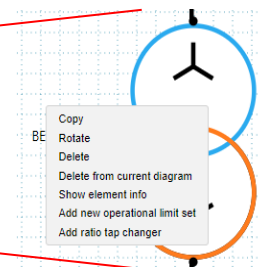 Copy
BE
Rotate
Delete
Delete from current diagram
Show element info
Add new operational limit set
Add ratio tap changer